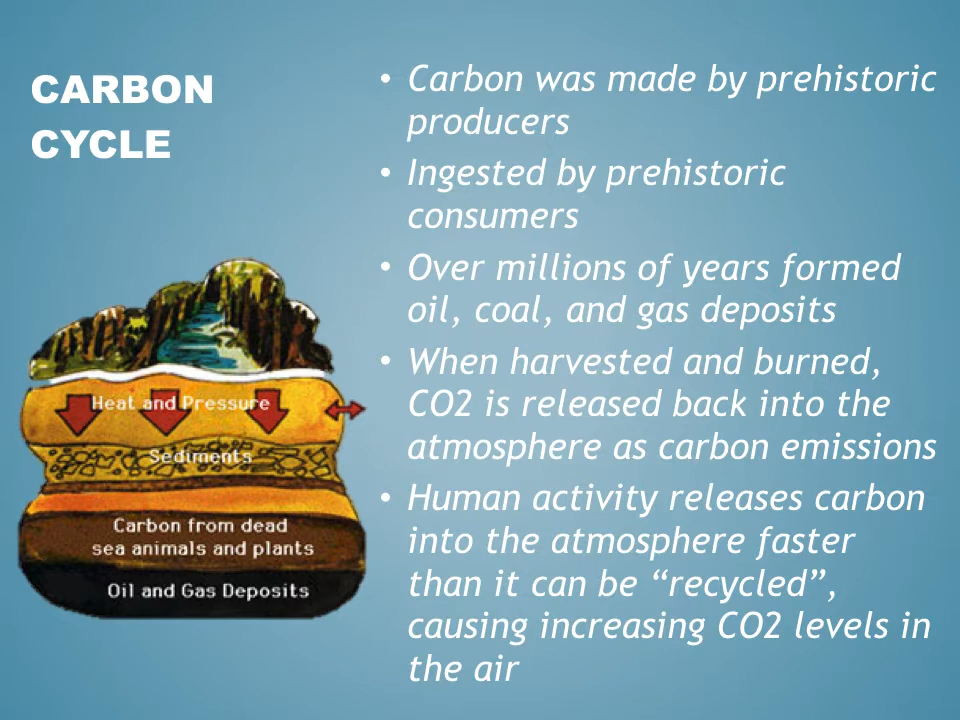 CARBON
CYCLE
• Carbon was made by prehistoric
producers
• Ingested by prehistoric
consumers
• Over millions of years formed
oil, coal, and gas deposits
• When harvested and burned,
CO2 is released back into the
atmosphere as carbon emissions
• Human activity releases carbon
into the atmosphere faster
than it can be “recycled”,
causing increasing CO2 levels in
the air
Heat and Pressure
Sediments
Carbon from dead
sea animals and plants
Oil and Gas Deposits